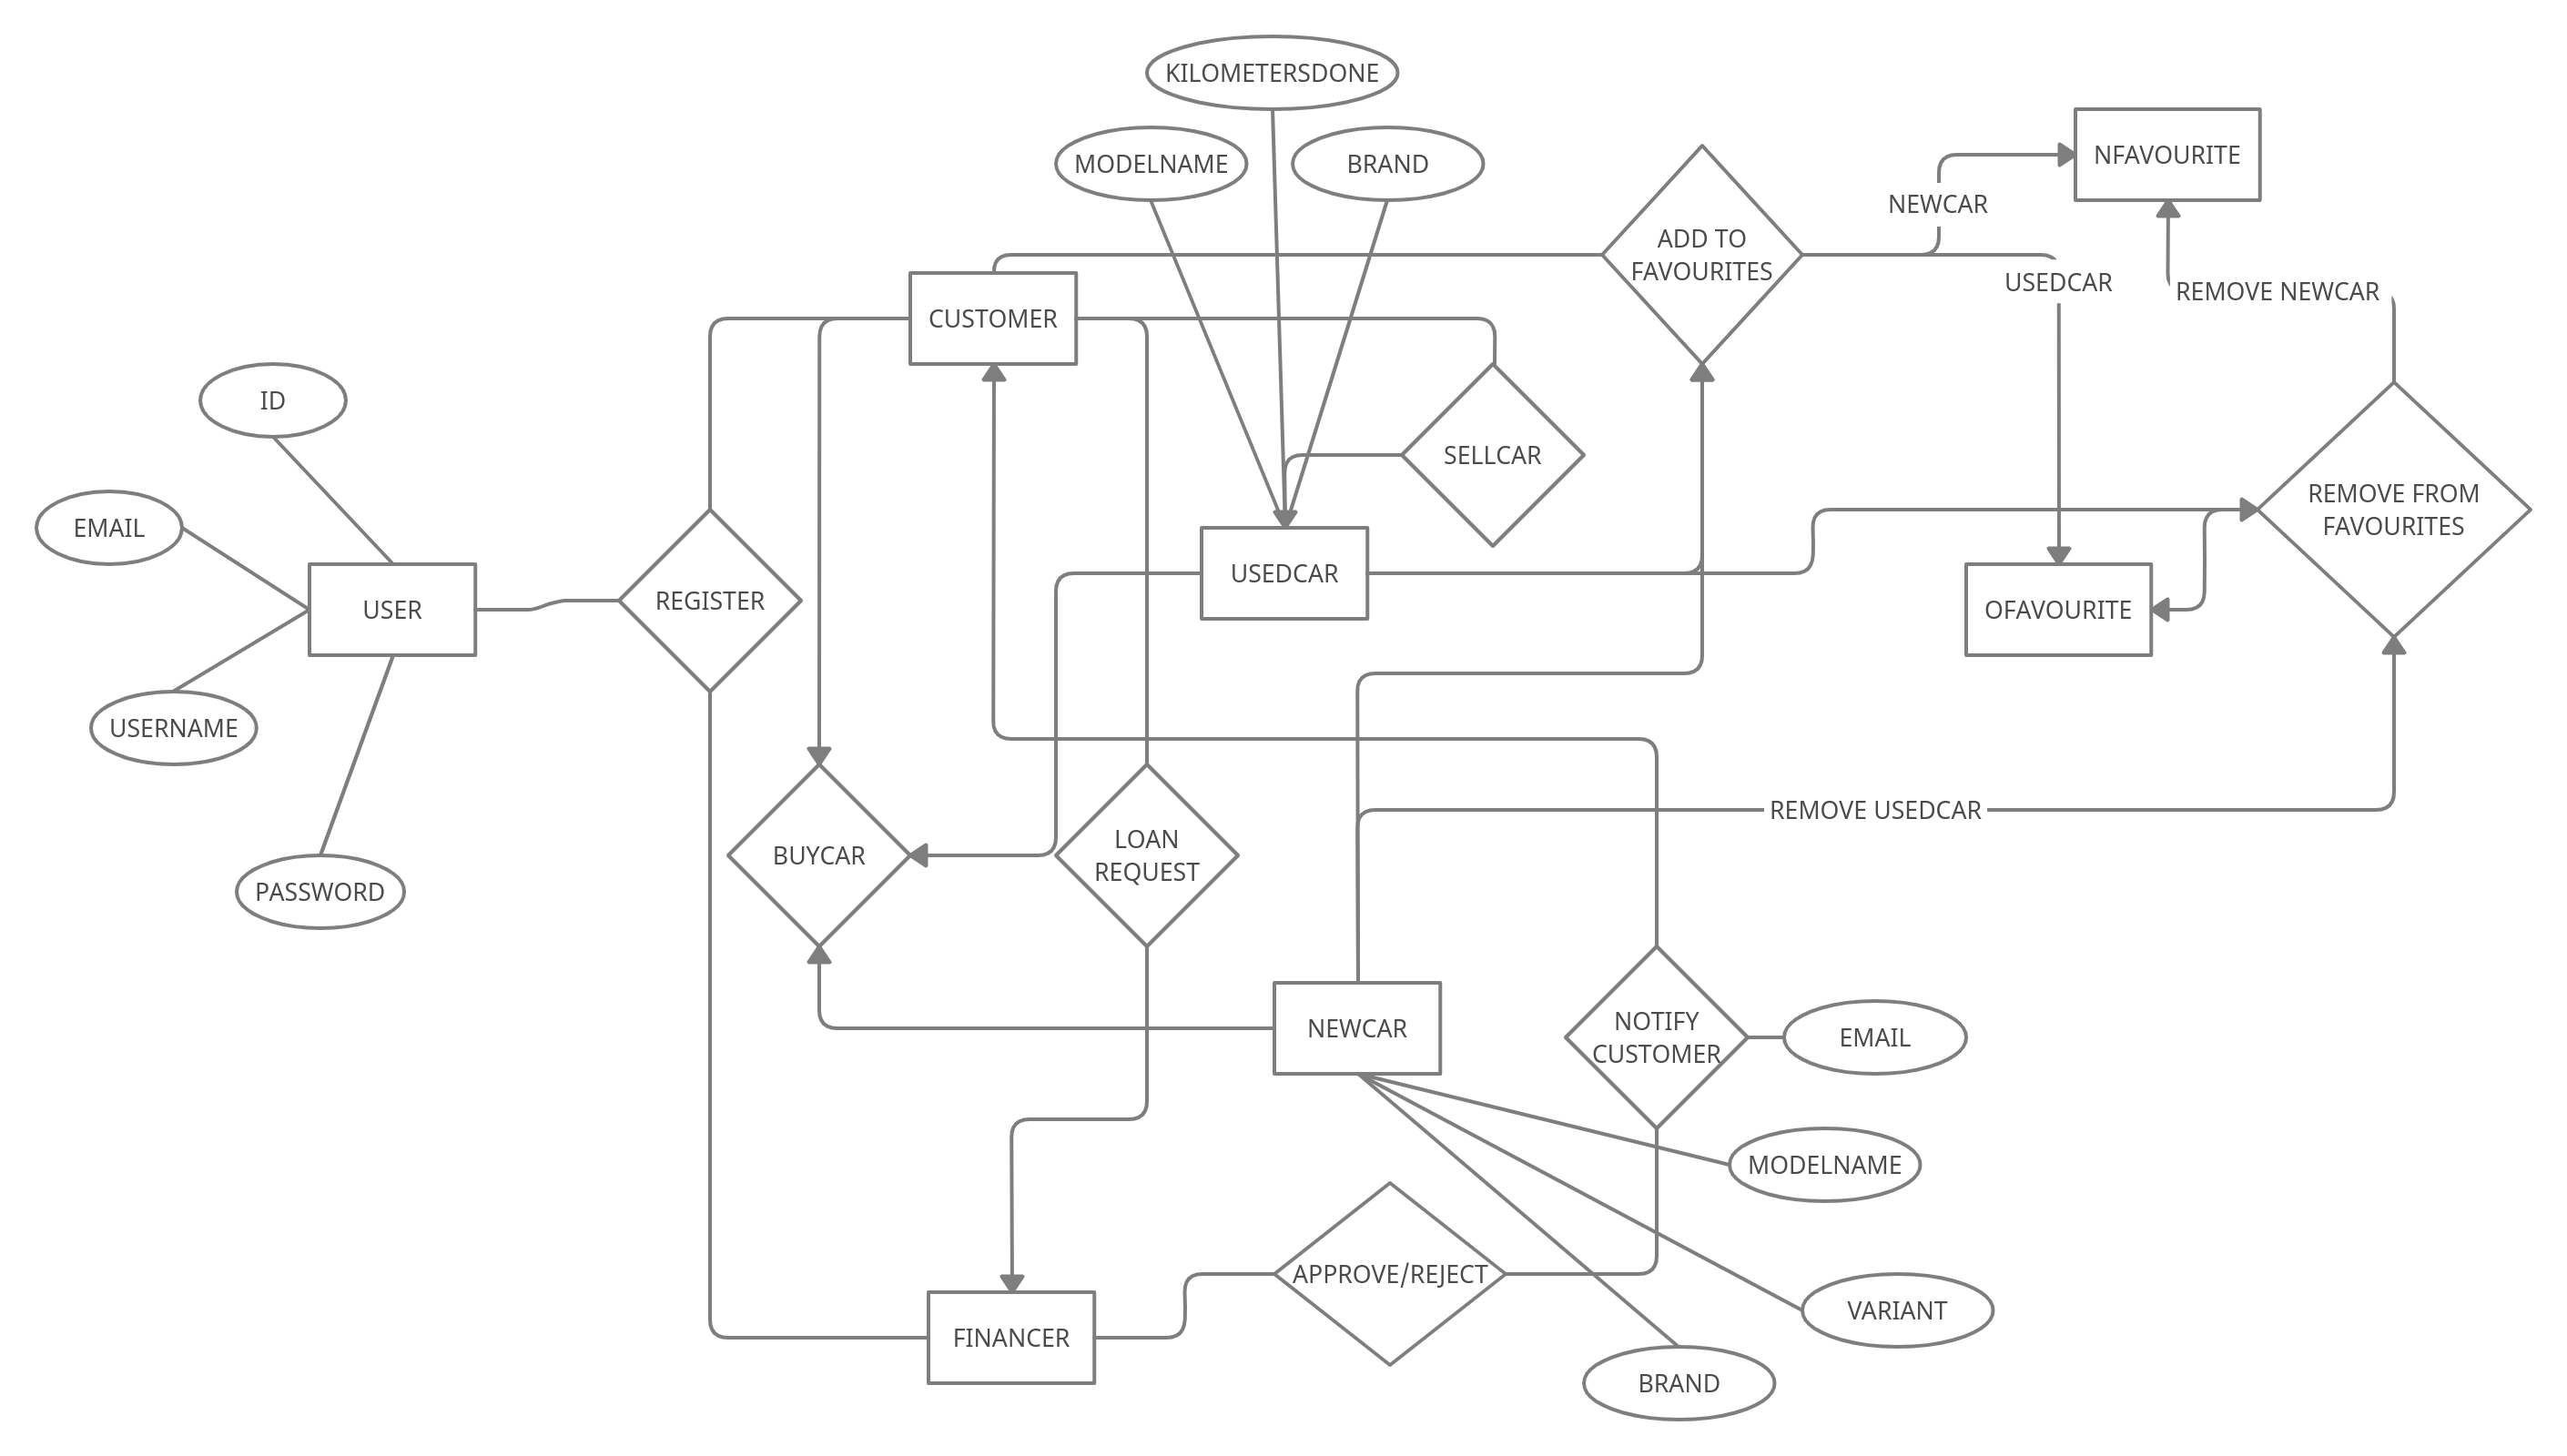 KILOMETERSDONE
MODELNAME
BRAND
NFAVOURITE
NEWCAR
ADD TO
FAVOURITES
USEDCAR
REMOVE NEWCAR
CUSTOMER
ID
SELLCAR
EMAIL
REMOVE FROM
FAVOURITES
USEDCAR
REGISTER
USER
OFAVOURITE
USERNAME
REMOVE USEDCAR
LOAN
REQUEST
BUYCAR
PASSWORD
NEWCAR
NOTIFY
CUSTOMER
EMAIL
MODELNAME
APPROVE/REJECT
VARIANT
FINANCER
BRAND